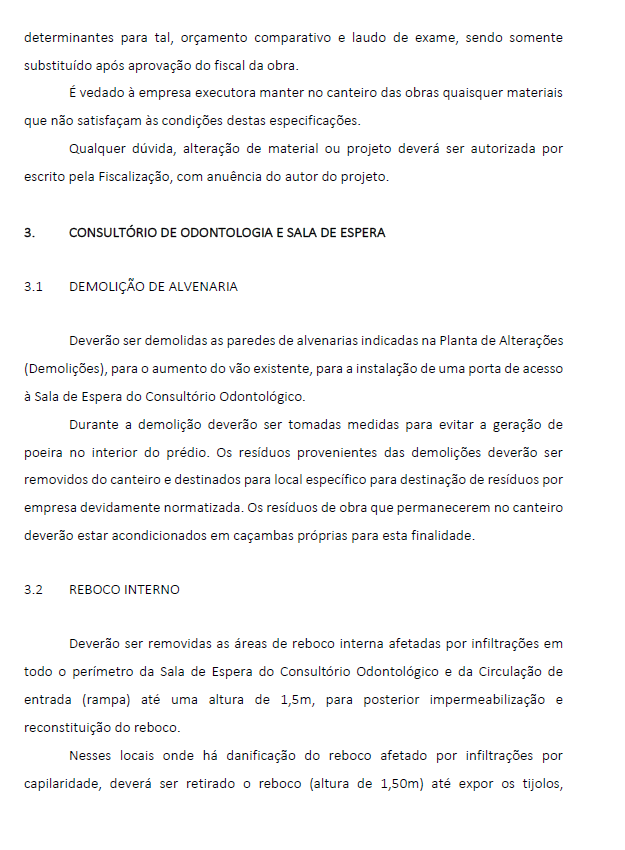 determinantes para tal, orçamento comparativo e laudo de exame, sendo somente
substituído após aprovação do fiscal da obra.
É vedado à empresa executora manter no canteiro das obras quaisquer materiais
que não satisfaçam às condições destas especificações.
Qualquer dúvida, alteração de material ou projeto deverá ser autorizada por
escrito pela Fiscalização, com anuência do autor do projeto.
3. CONSULTÓRIO DE ODONTOLOGIA E SALA DE ESPERA
3.1 DEMOLIÇÃO DE ALVENARIA
Deverão ser demolidas as paredes de alvenarias indicadas na Planta de Alterações
(Demolições), para o aumento do vão existente, para a instalação de uma porta de acesso
à Sala de Espera do Consultório Odontológico.
Durante a demolição deverão ser tomadas medidas para evitar a geração de
poeira no interior do prédio. Os resíduos provenientes das demolições deverão ser
removidos do canteiro e destinados para local específico para destinação de resíduos por
empresa devidamente normatizada. Os resíduos de obra que permanecerem no canteiro
deverão estar acondicionados em caçambas próprias para esta finalidade.
3.2 REBOCO INTERNO
Deverão ser removidas as áreas de reboco interna afetadas por infiltrações em
todo o perímetro da Sala de Espera do Consultório Odontológico e da Circulação de
entrada (rampa) até uma altura de 1,5m, para posterior impermeabilização e
reconstituição do reboco.
Nesses locais onde há danificação do reboco afetado por infiltrações por
capilaridade, deverá ser retirado o reboco (altura de 1,50m) até expor os tijolos,